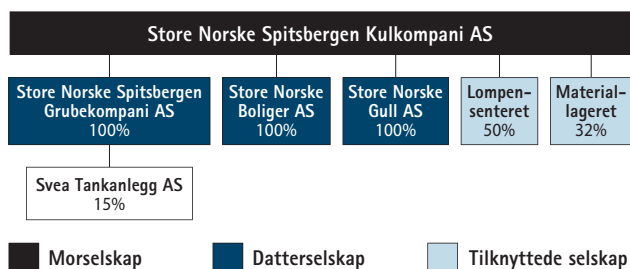 Store Norske Spitsbergen Kulkompani AS
Store Norske Spitsbergen
Grubekompani AS
100%
Store Norske
Boliger AS
100%
Store Norske
Gull AS
100%
Lompen-
senteret
50%
Material-
lageret
32%
Svea Tankanlegg AS
15%
Morselskap
Datterselskap
Tilknyttede selskap